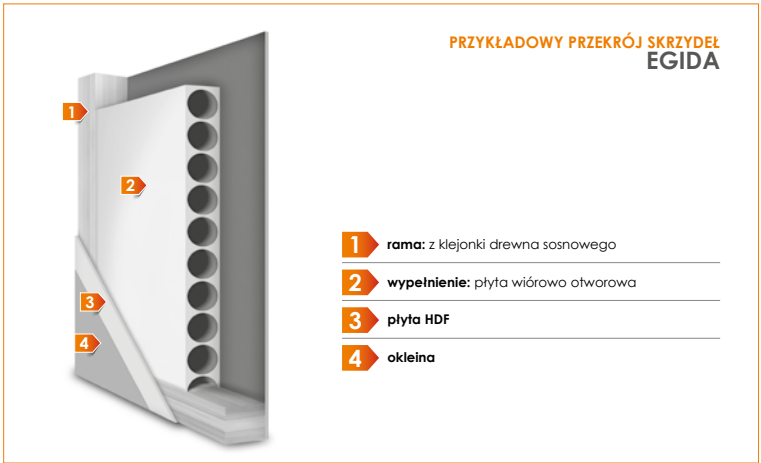 PRZYKŁADOWY PRZEKRÓJ SKRZYDEŁ
EGIDA
1
2
3
4
1 rama: z klejonki drewna sosnowego
2 wypełnienie: płyta wiórowo otworowa
3 płyta HDF
4 okleina